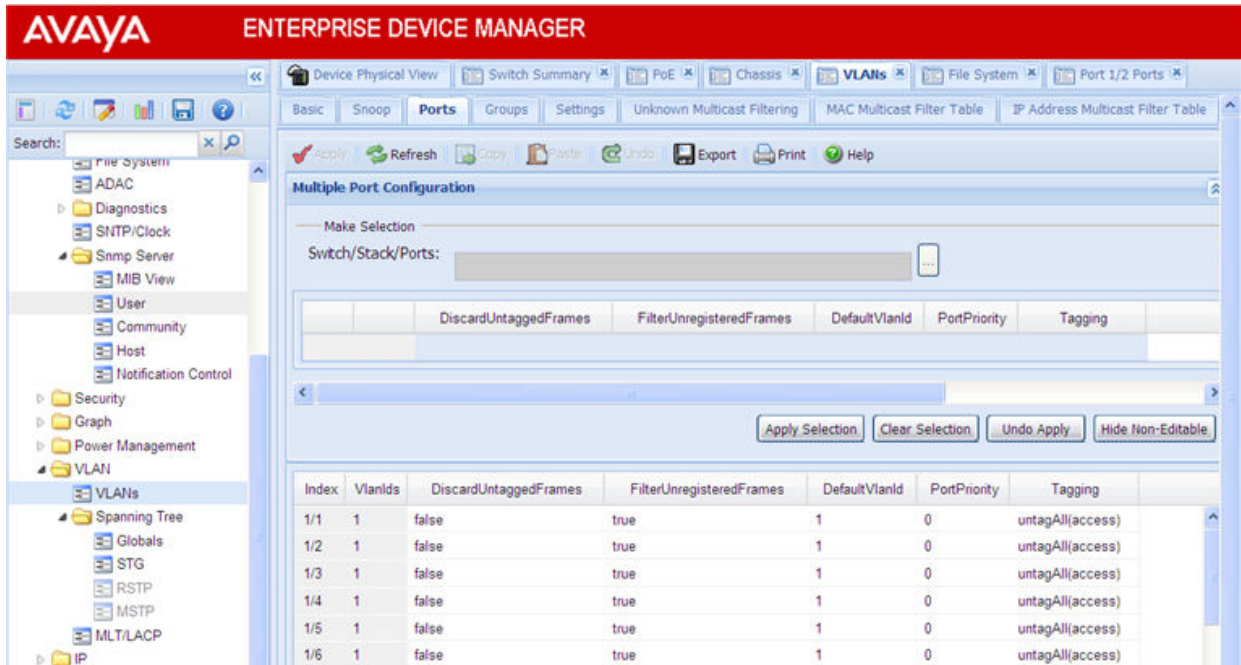 AVAYA ENTERPRISE DEVICE MANAGER
Device Physical View Switch Summary PoE Chassis VLANs File System Port 1/2 Ports
Basic Snoop Ports Groups Settings Unknown Multicast Filtering MAC Multicast Filter Table IP Address Multicast Filter Table
Search:
File System
ADAC
Diagnostics
SNTP/Clock
Snmp Server
MIB View
User
Community
Host
Notification Control
Security
Graph
Power Management
VLAN
VLANs
Spanning Tree
Globals
STG
RSTP
MSTP
MLT/LACP
IP
Apply Refresh Copy Paste Undo Export Print Help
Multiple Port Configuration
Make Selection
Switch/Stack/Ports: ...
DiscardUntaggedFrames FilterUnregisteredFrames DefaultVlanId PortPriority Tagging
Apply Selection Clear Selection Undo Apply Hide Non-Editable
Index VlanIds DiscardUntaggedFrames FilterUnregisteredFrames DefaultVlanId PortPriority Tagging
1/1 1 false true 1 0 untagAll(access)
1/2 1 false true 1 0 untagAll(access)
1/3 1 false true 1 0 untagAll(access)
1/4 1 false true 1 0 untagAll(access)
1/5 1 false true 1 0 untagAll(access)
1/6 1 false true 1 0 untagAll(access)